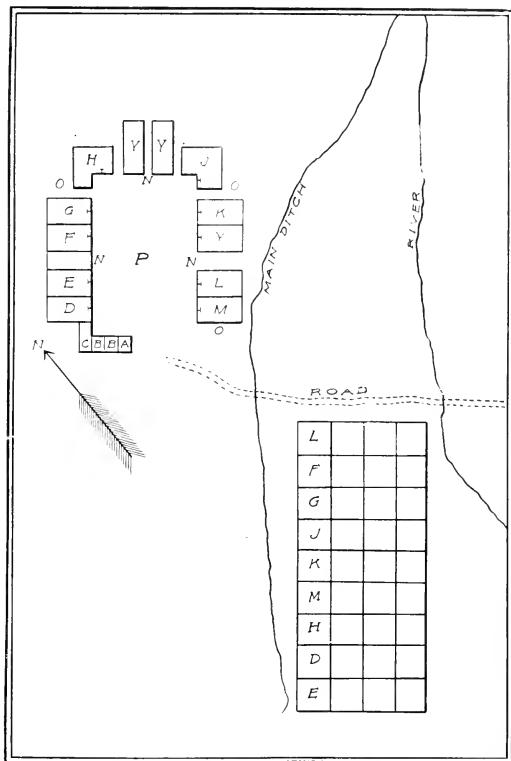 Y Y
H J
N
O O
G K
F Y
N P N
E L
D M
O
C B B A
N
MAIN DITCH
RIVER
ROAD
L
F
G
J
K
M
H
D
E